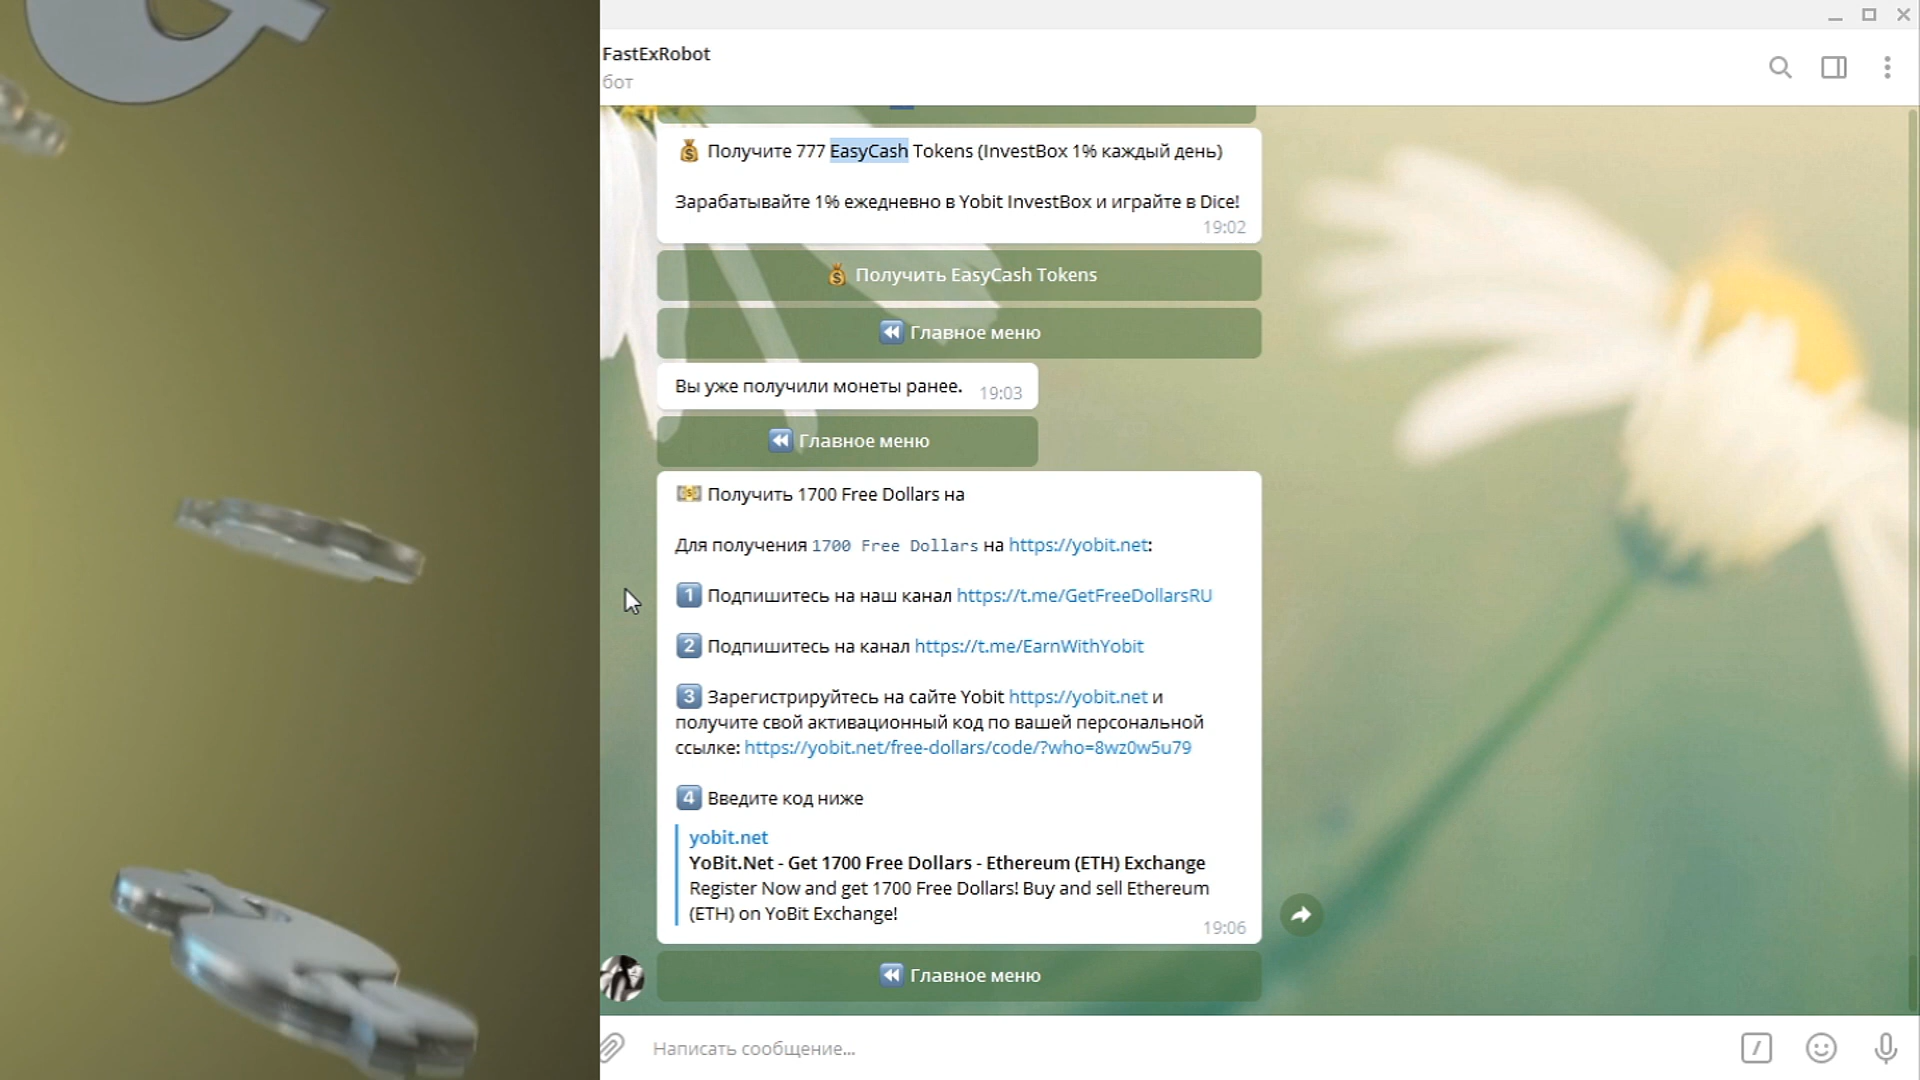 FastExRobot
бот
💰 Получите 777 EasyCash Tokens (InvestBox 1% каждый день)
Зарабатывайте 1% ежедневно в Yobit InvestBox и играйте в Dice!
19:02
💰 Получить EasyCash Tokens
⏪ Главное меню
Вы уже получили монеты ранее. 19:03
⏪ Главное меню
💵 Получить 1700 Free Dollars на
Для получения 1700 Free Dollars на https://yobit.net:
1️⃣ Подпишитесь на наш канал https://t.me/GetFreeDollarsRU
2️⃣ Подпишитесь на канал https://t.me/EarnWithYobit
3️⃣ Зарегистрируйтесь на сайте Yobit https://yobit.net и
получите свой активационный код по вашей персональной
ссылке: https://yobit.net/free-dollars/code/?who=8wz0w5u79
4️⃣ Введите код ниже
yobit.net
YoBit.Net - Get 1700 Free Dollars - Ethereum (ETH) Exchange
Register Now and get 1700 Free Dollars! Buy and sell Ethereum
(ETH) on YoBit Exchange!
19:06
⏪ Главное меню
Написать сообщение...